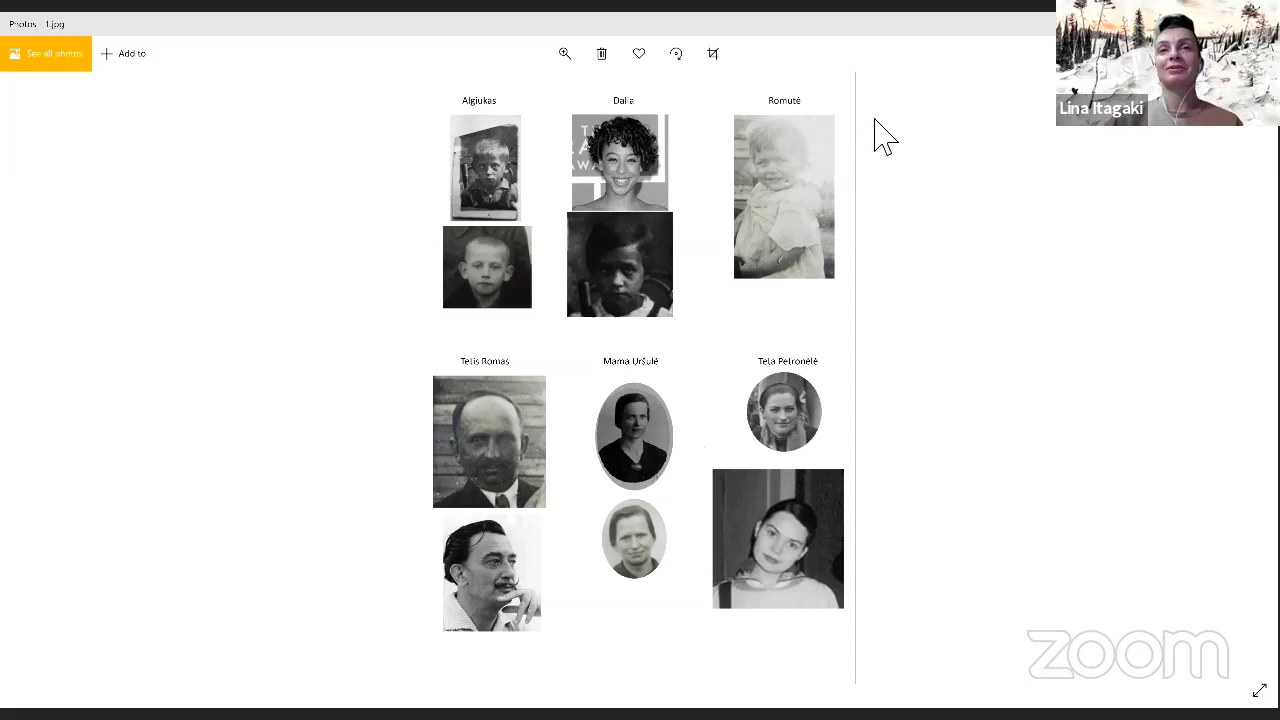 Photos - 1.jpg
See all photos
Add to
Lina Itagaki
Algiukas
Dalia
Romutė
Tėtis Romas
Mama Uršulė
Teta Petronėlė
zoom